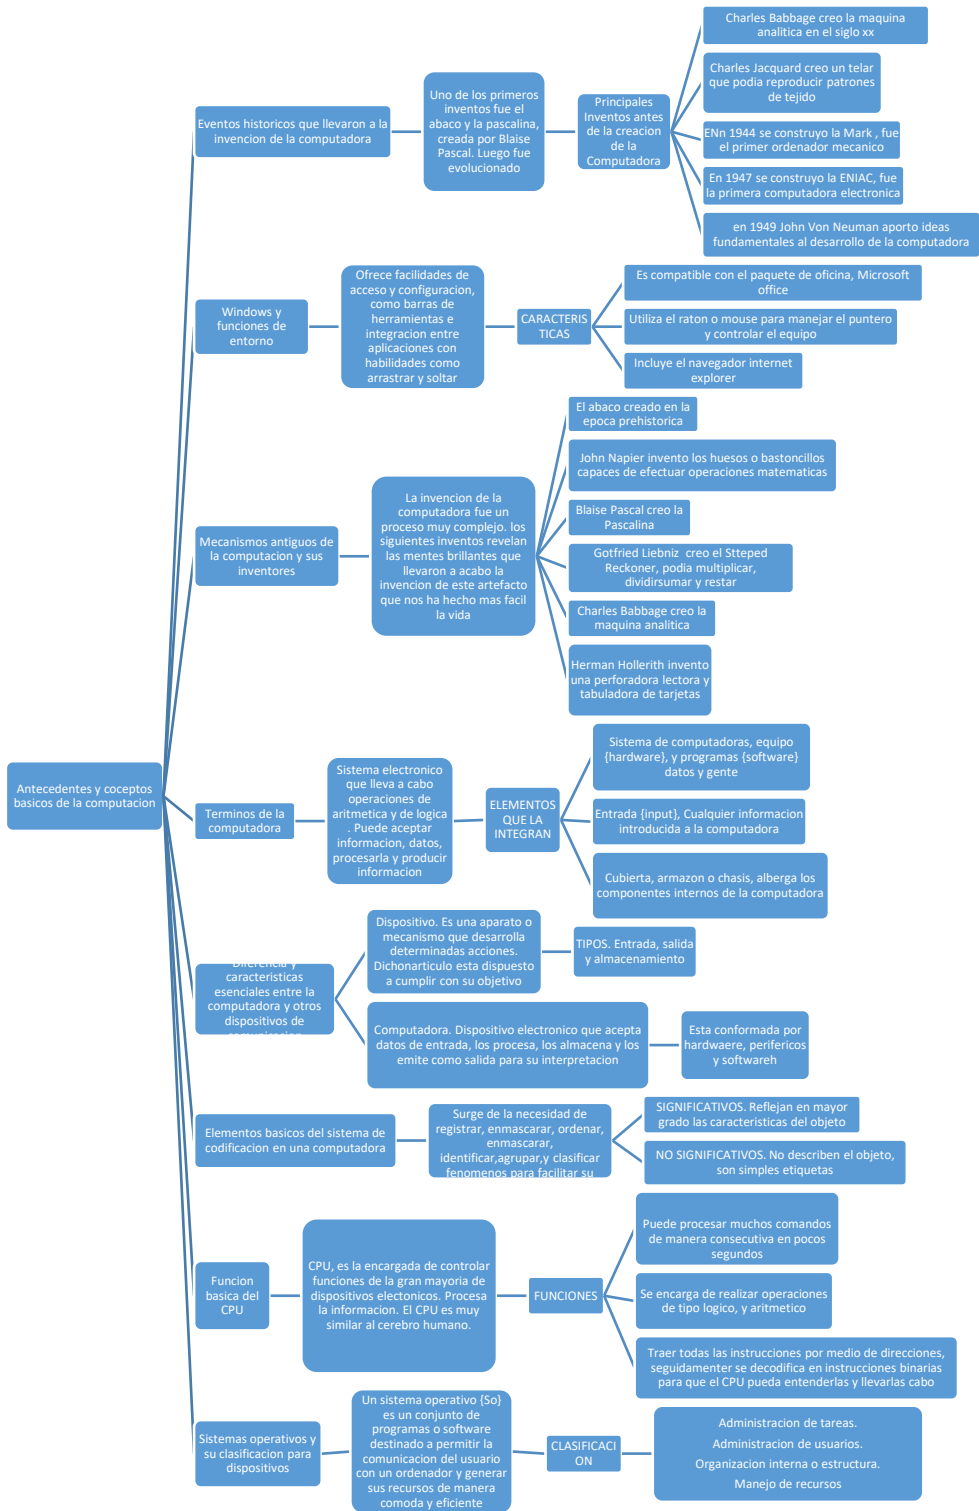 Antecedentes y coceptos
basicos de la computacion
Eventos historicos que llevaron a la
invencion de la computadora
Uno de los primeros
inventos fue el
abaco y la pascalina,
creada por Blaise
Pascal. Luego fue
evolucionado
Principales
Inventos antes
de la creacion
de la
Computadora
Charles Babbage creo la maquina
analitica en el siglo xx
Charles Jacquard creo un telar
que podia reproducir patrones
de tejido
ENn 1944 se construyo la Mark , fue
el primer ordenador mecanico
En 1947 se construyo la ENIAC, fue
la primera computadora electronica
en 1949 John Von Neuman aporto ideas
fundamentales al desarrollo de la computadora
Windows y
funciones de
entorno
Ofrece facilidades de
acceso y configuracion,
como barras de
herramientas e
integracion entre
aplicaciones con
habilidades como
arrastrar y soltar
CARACTERIS
TICAS
Es compatible con el paquete de oficina, Microsoft
office
Utiliza el raton o mouse para manejar el puntero
y controlar el equipo
Incluye el navegador internet
explorer
Mecanismos antiguos de
la computacion y sus
inventores
La invencion de la
computadora fue un
proceso muy complejo. los
siguientes inventos revelan
las mentes brillantes que
llevaron a acabo la
invencion de este artefacto
que nos ha hecho mas facil
la vida
El abaco creado en la
epoca prehistorica
John Napier invento los huesos o bastoncillos
capaces de efectuar operaciones matematicas
Blaise Pascal creo la
Pascalina
Gotfried Liebniz creo el Stteped
Reckoner, podia multiplicar,
dividirsumar y restar
Charles Babbage creo la
maquina analitica
Herman Hollerith invento
una perforadora lectora y
tabuladora de tarjetas
Terminos de la
computadora
Sistema electronico
que lleva a cabo
operaciones de
aritmetica y de logica
. Puede aceptar
informacion, datos,
procesarla y producir
informacion
ELEMENTOS
QUE LA
INTEGRAN
Sistema de computadoras, equipo
{hardware}, y programas {software}
datos y gente
Entrada {input}, Cualquier informacion
introducida a la computadora
Cubierta, armazon o chasis, alberga los
componentes internos de la computadora
Diferencia y
caracteristicas
esenciales entre la
computadora y otros
dispositivos de
comunicacion
Dispositivo. Es una aparato o
mecanismo que desarrolla
determinadas acciones.
Dichonarticulo esta dispuesto
a cumplir con su objetivo
TIPOS. Entrada, salida
y almacenamiento
Computadora. Dispositivo electronico que acepta
datos de entrada, los procesa, los almacena y los
emite como salida para su interpretacion
Esta conformada por
hardwaere, perifericos
y softwareh
Elementos basicos del sistema de
codificacion en una computadora
Surge de la necesidad de
registrar, enmascarar, ordenar,
enmascarar,
identificar,agrupar,y clasificar
fenomenos para facilitar su
SIGNIFICATIVOS. Reflejan en mayor
grado las caracteristicas del objeto
NO SIGNIFICATIVOS. No describen el objeto,
son simples etiquetas
Funcion
basica del
CPU
CPU, es la encargada de controlar
funciones de la gran mayoria de
dispositivos electonicos. Procesa
la informacion. El CPU es muy
similar al cerebro humano.
FUNCIONES
Puede procesar muchos comandos
de manera consecutiva en pocos
segundos
Se encarga de realizar operaciones
de tipo logico, y aritmetico
Traer todas las instrucciones por medio de direcciones,
seguidamenter se decodifica en instrucciones binarias
para que el CPU pueda entenderlas y llevarlas cabo
Sistemas operativos y
su clasificacion para
dispositivos
Un sistema operativo {So}
es un conjunto de
programas o software
destinado a permitir la
comunicacion del usuario
con un ordenador y generar
sus recursos de manera
comoda y eficiente
CLASIFICACI
ON
Administracion de tareas.
Administracion de usuarios.
Organizacion interna o estructura.
Manejo de recursos